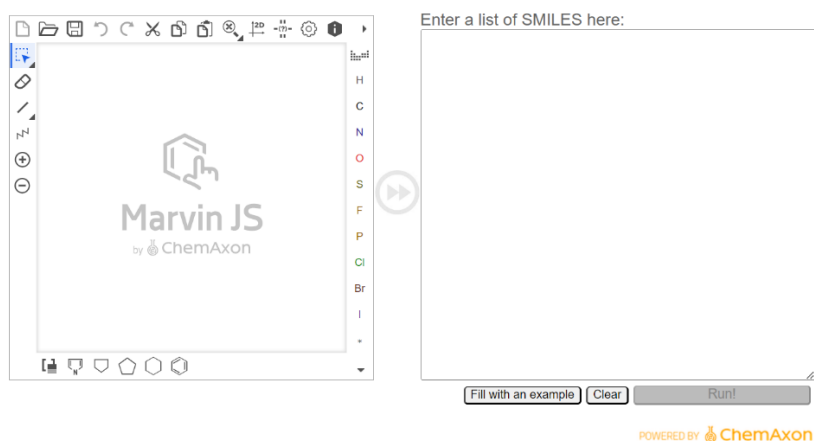 Enter a list of SMILES here:
2D
H
C
N
O
S
F
P
Cl
Br
I
*
Marvin JS
by ChemAxon
N
Fill with an example
Clear
Run!
POWERED BY ChemAxon